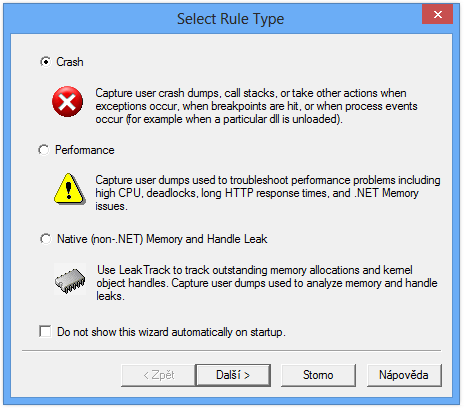 Select Rule Type
Crash
Capture user crash dumps, call stacks, or take other actions when
exceptions occur, when breakpoints are hit, or when process events
occur (for example when a particular dll is unloaded).
Performance
Capture user dumps used to troubleshoot performance problems including
high CPU, deadlocks, long HTTP response times, and .NET Memory
issues.
Native (non-.NET) Memory and Handle Leak
Use LeakTrack to track outstanding memory allocations and kernel
object handles. Capture user dumps used to analyze memory and handle
leaks.
Do not show this wizard automatically on startup.
< Zpět Další > Storno Nápověda